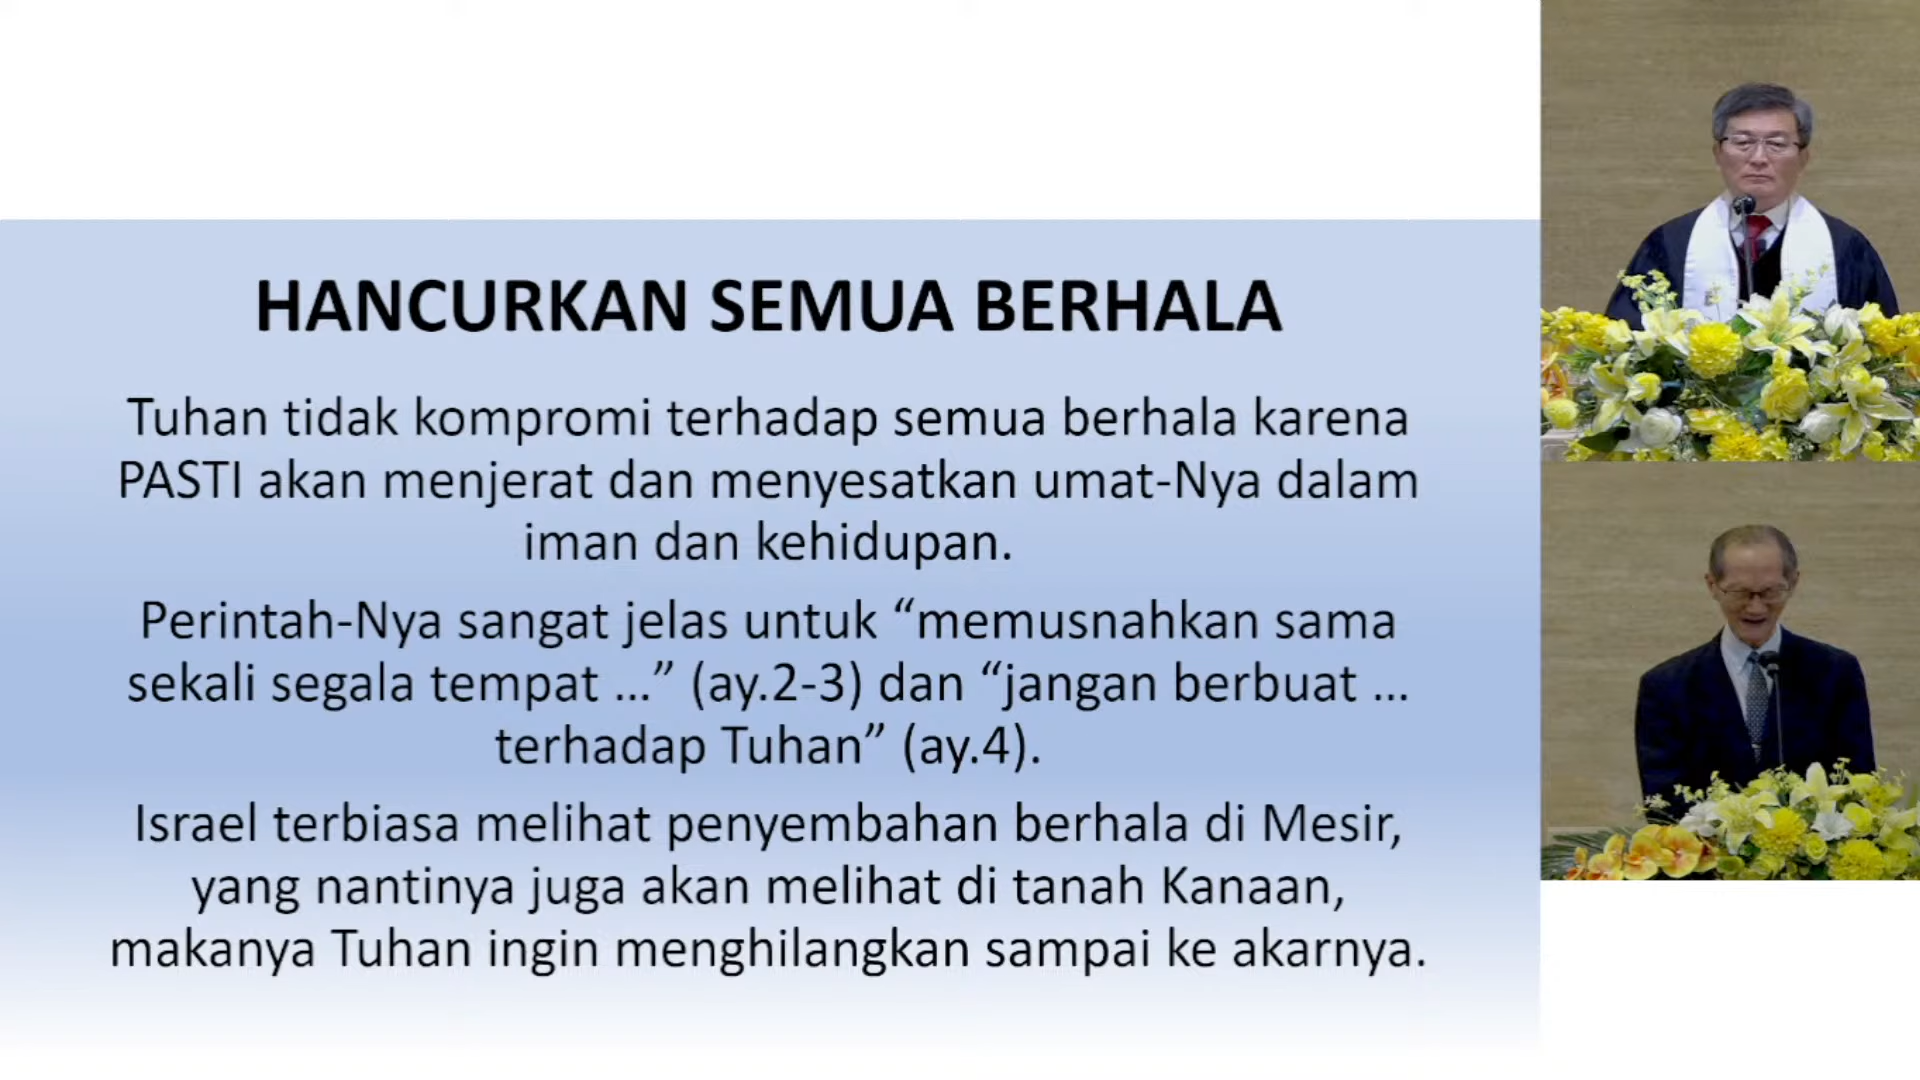 HANCURKAN SEMUA BERHALA
Tuhan tidak kompromi terhadap semua berhala karena
PASTI akan menjerat dan menyesatkan umat-Nya dalam
iman dan kehidupan.
Perintah-Nya sangat jelas untuk “memusnahkan sama
sekali segala tempat ...” (ay.2-3) dan “jangan berbuat ...
terhadap Tuhan” (ay.4).
Israel terbiasa melihat penyembahan berhala di Mesir,
yang nantinya juga akan melihat di tanah Kanaan,
makanya Tuhan ingin menghilangkan sampai ke akarnya.